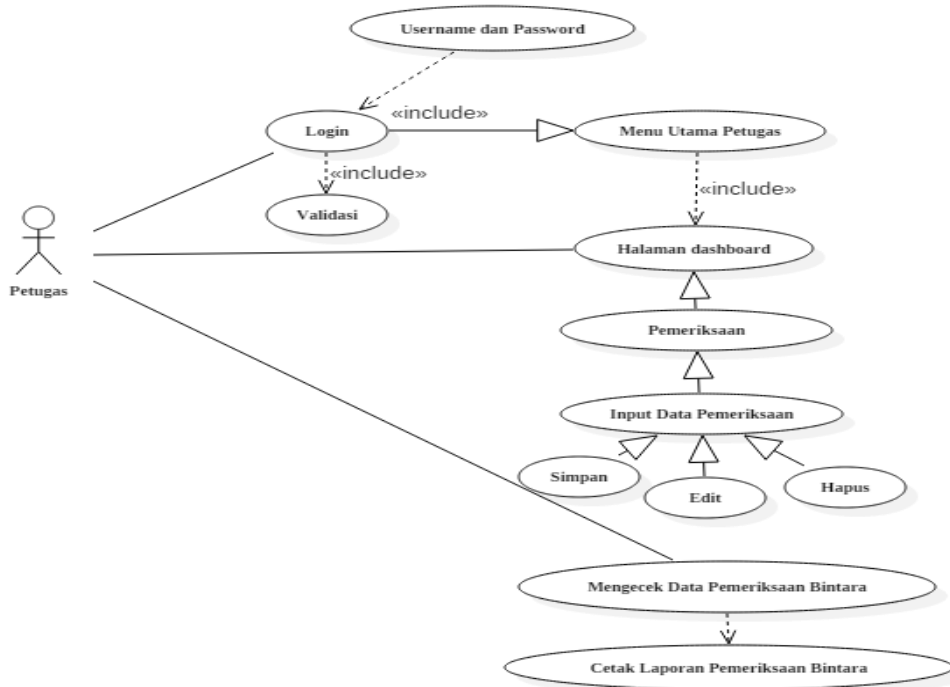 Username dan Password
«include»
Login
Menu Utama Petugas
«include»
«include»
Validasi
Halaman dashboard
Petugas
Pemeriksaan
Input Data Pemeriksaan
Simpan
Edit
Hapus
Mengecek Data Pemeriksaan Bintara
Cetak Laporan Pemeriksaan Bintara